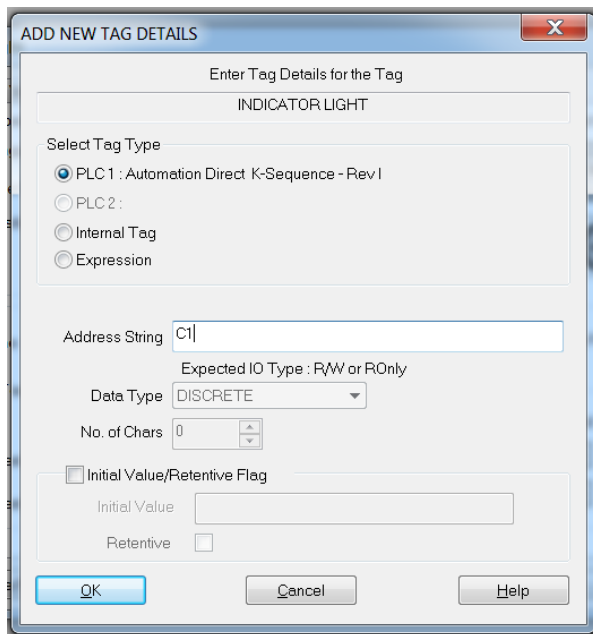 ADD NEW TAG DETAILS
Enter Tag Details for the Tag
INDICATOR LIGHT
Select Tag Type
PLC 1 : Automation Direct K-Sequence - Rev I
PLC 2 :
Internal Tag
Expression
Address String C1
Expected IO Type : R/W or ROnly
Data Type DISCRETE
No. of Chars 0
Initial Value/Retentive Flag
Initial Value
Retentive
OK Cancel Help